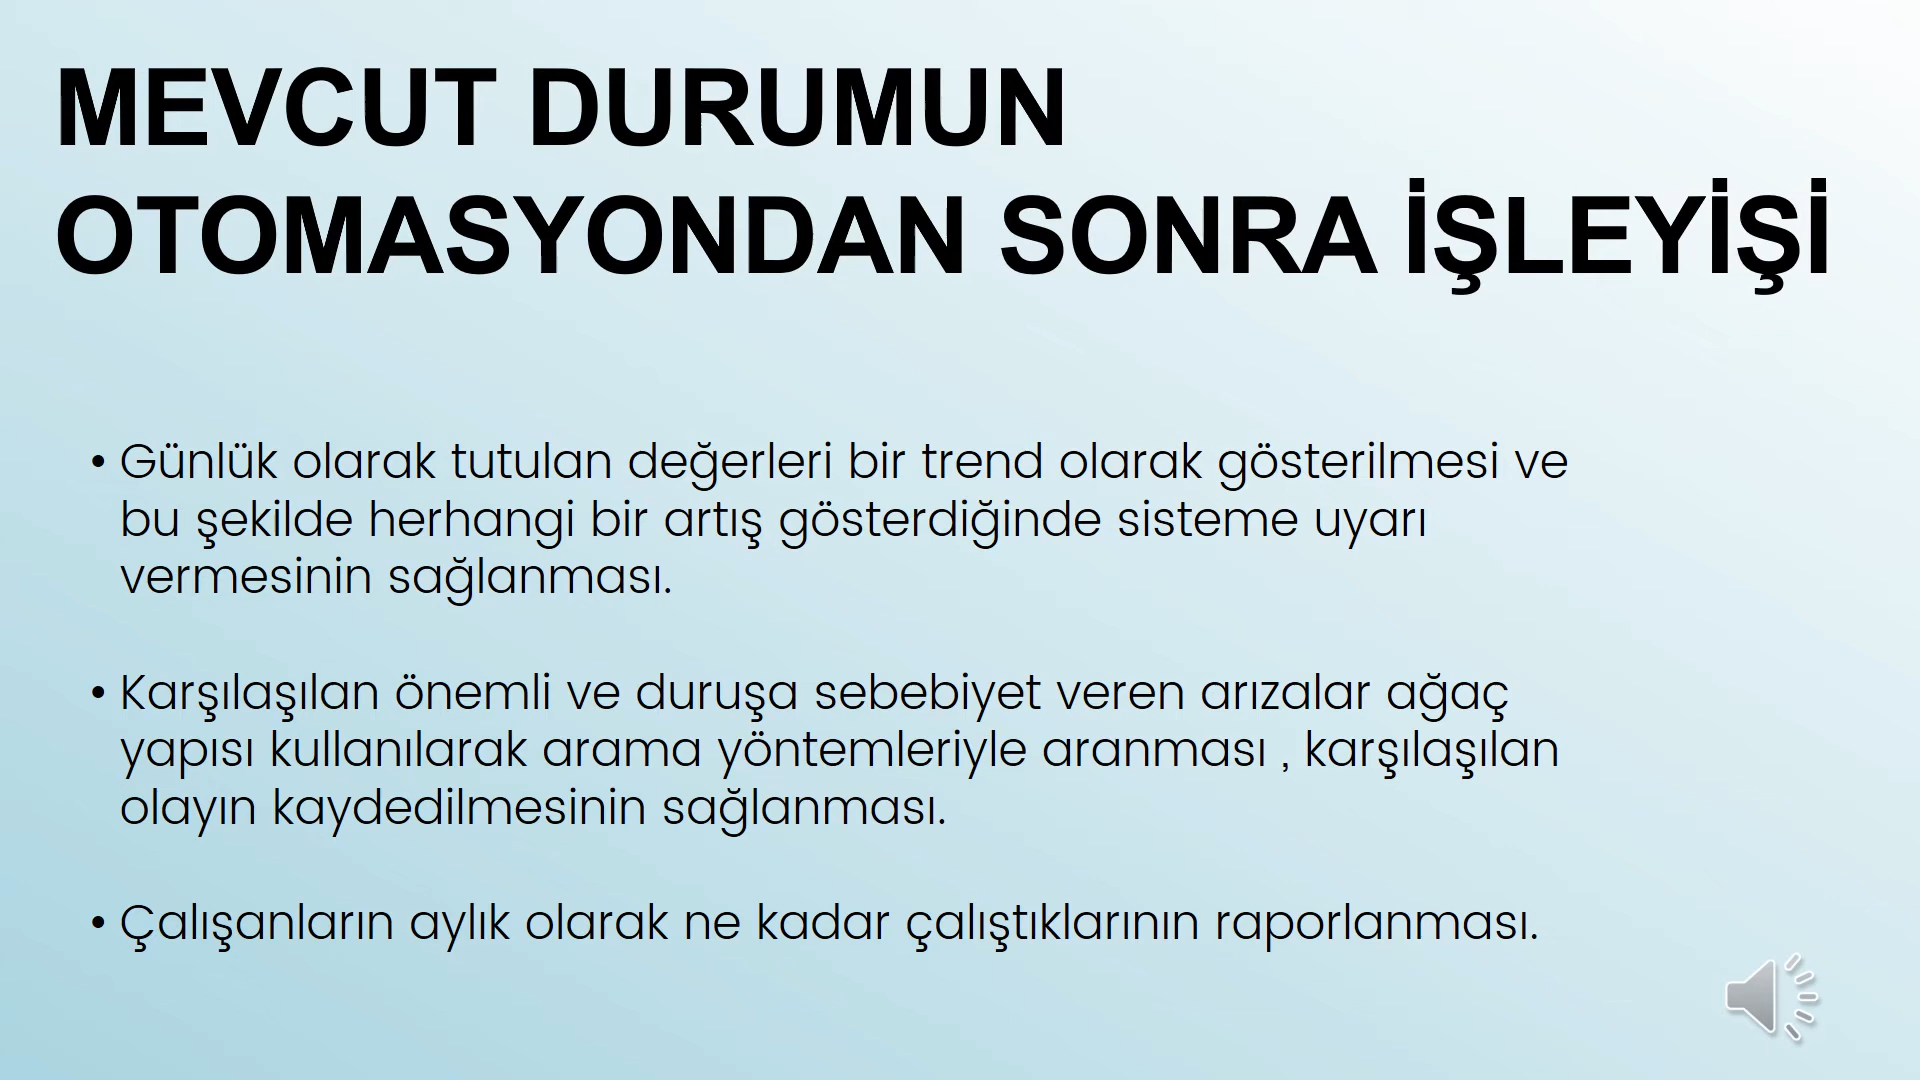 MEVCUT DURUMUN
OTOMASYONDAN SONRA İŞLEYİŞİ
• Günlük olarak tutulan değerleri bir trend olarak gösterilmesi ve
bu şekilde herhangi bir artış gösterdiğinde sisteme uyarı
vermesinin sağlanması.
• Karşılaşılan önemli ve duruşa sebebiyet veren arızalar ağaç
yapısı kullanılarak arama yöntemleriyle aranması , karşılaşılan
olayın kaydedilmesinin sağlanması.
• Çalışanların aylık olarak ne kadar çalıştıklarının raporlanması.